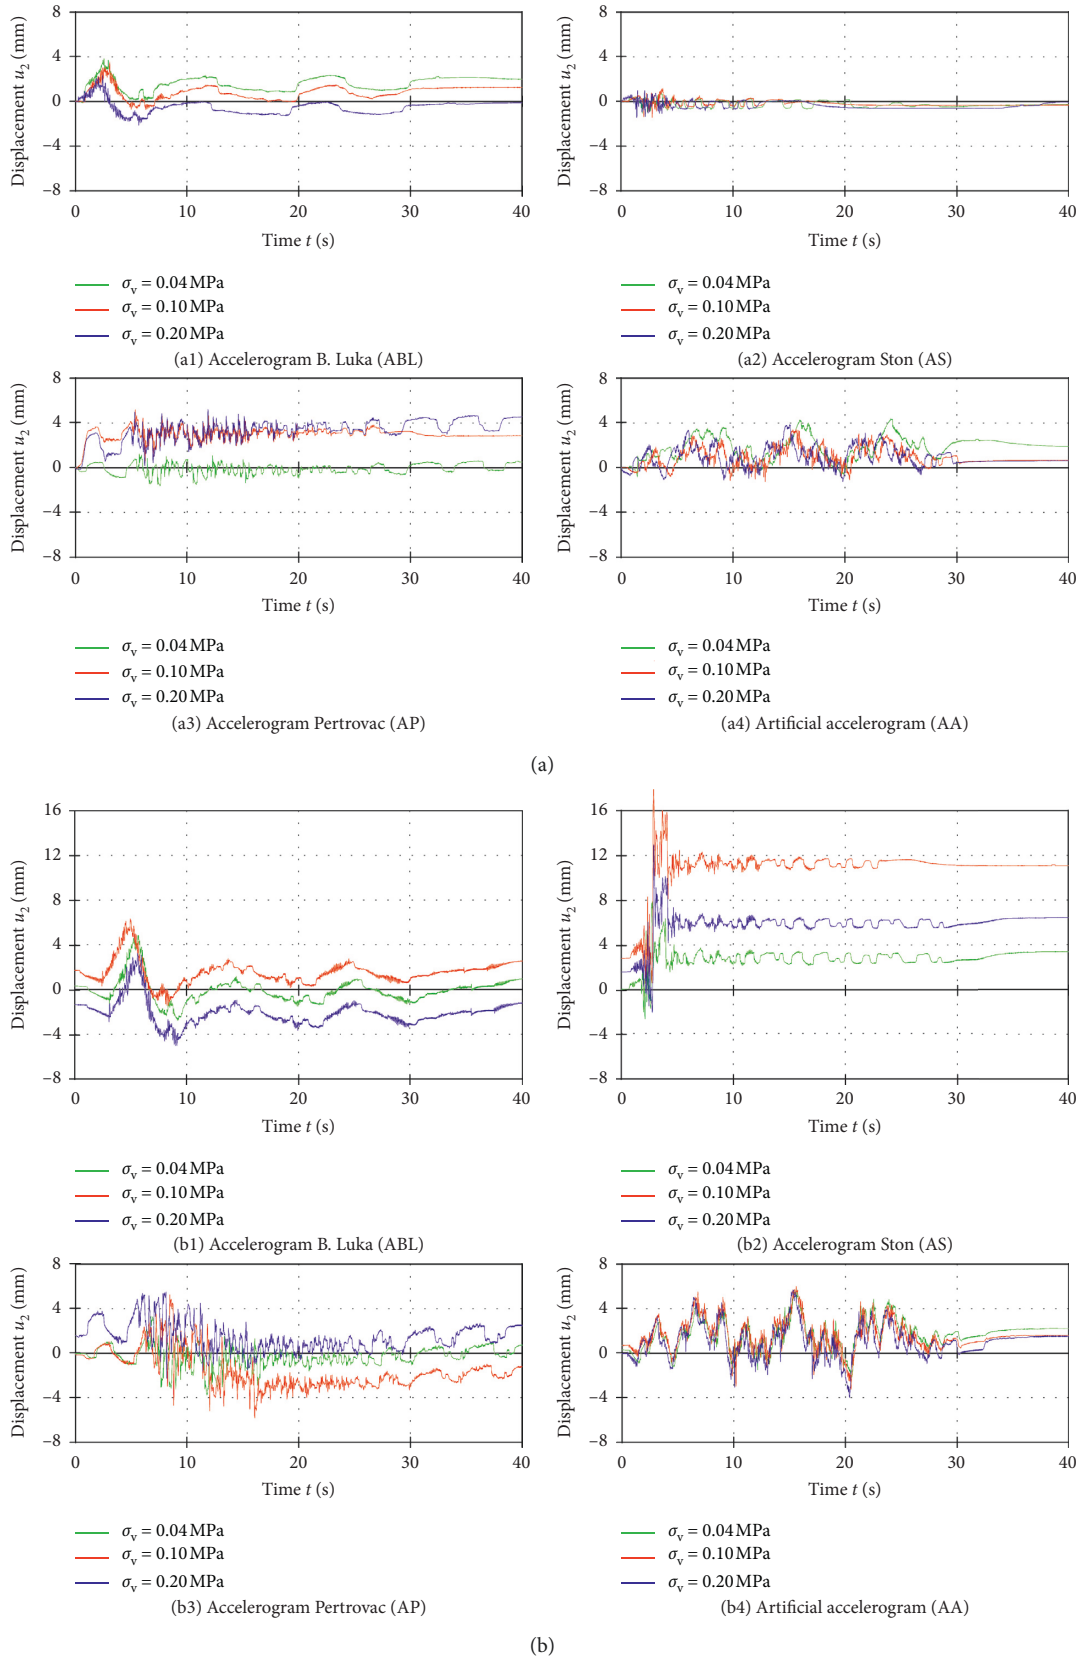 Displacement u2 (mm)
8
4
0
−4
−8
0 10 20 30 40
Time t (s)
σv = 0.04 MPa
σv = 0.10 MPa
σv = 0.20 MPa
(a1) Accelerogram B. Luka (ABL)
Displacement u2 (mm)
8
4
0
−4
−8
0 10 20 30 40
Time t (s)
σv = 0.04 MPa
σv = 0.10 MPa
σv = 0.20 MPa
(a2) Accelerogram Ston (AS)
Displacement u2 (mm)
8
4
0
−4
−8
0 10 20 30 40
Time t (s)
σv = 0.04 MPa
σv = 0.10 MPa
σv = 0.20 MPa
(a3) Accelerogram Pertrovac (AP)
Displacement u2 (mm)
8
4
0
−4
−8
0 10 20 30 40
Time t (s)
σv = 0.04 MPa
σv = 0.10 MPa
σv = 0.20 MPa
(a4) Artificial accelerogram (AA)
(a)
Displacement u2 (mm)
16
12
8
4
0
−4
−8
0 10 20 30 40
Time t (s)
σv = 0.04 MPa
σv = 0.10 MPa
σv = 0.20 MPa
(b1) Accelerogram B. Luka (ABL)
Displacement u2 (mm)
16
12
8
4
0
−4
−8
0 10 20 30 40
Time t (s)
σv = 0.04 MPa
σv = 0.10 MPa
σv = 0.20 MPa
(b2) Accelerogram Ston (AS)
Displacement u2 (mm)
8
4
0
−4
−8
0 10 20 30 40
Time t (s)
σv = 0.04 MPa
σv = 0.10 MPa
σv = 0.20 MPa
(b3) Accelerogram Pertrovac (AP)
Displacement u2 (mm)
8
4
0
−4
−8
0 10 20 30 40
Time t (s)
σv = 0.04 MPa
σv = 0.10 MPa
σv = 0.20 MPa
(b4) Artificial accelerogram (AA)
(b)